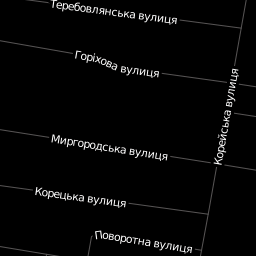 Теребовлянська вулиця
Горіхова вулиця
Корейська вулиця
Миргородська вулиця
Корецька вулиця
Поворотна вулиця